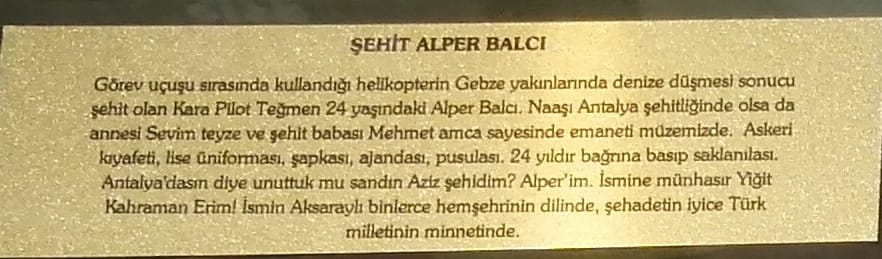 ŞEHİT ALPER BALCI
Görev uçuşu sırasında kullandığı helikopterin Gebze yakınlarında denize düşmesi sonucu
şehit olan Kara Pilot Teğmen 24 yaşındaki Alper Balcı. Naaşı Antalya şehitliğinde olsa da
annesi Sevim teyze ve şehit babası Mehmet amca sayesinde emaneti müzemizde. Askeri
kıyafeti, lise üniforması, şapkası, ajandası, pusulası. 24 yıldır bağrına basıp saklanılası.
Antalya'dasın diye unuttuk mu sandın Aziz şehidim? Alper'im. İsmine münhasır Yiğit
Kahraman Erim! İsmin Aksaraylı binlerce hemşehrinin dilinde, şehadetin iyice Türk
milletinin minnetinde.